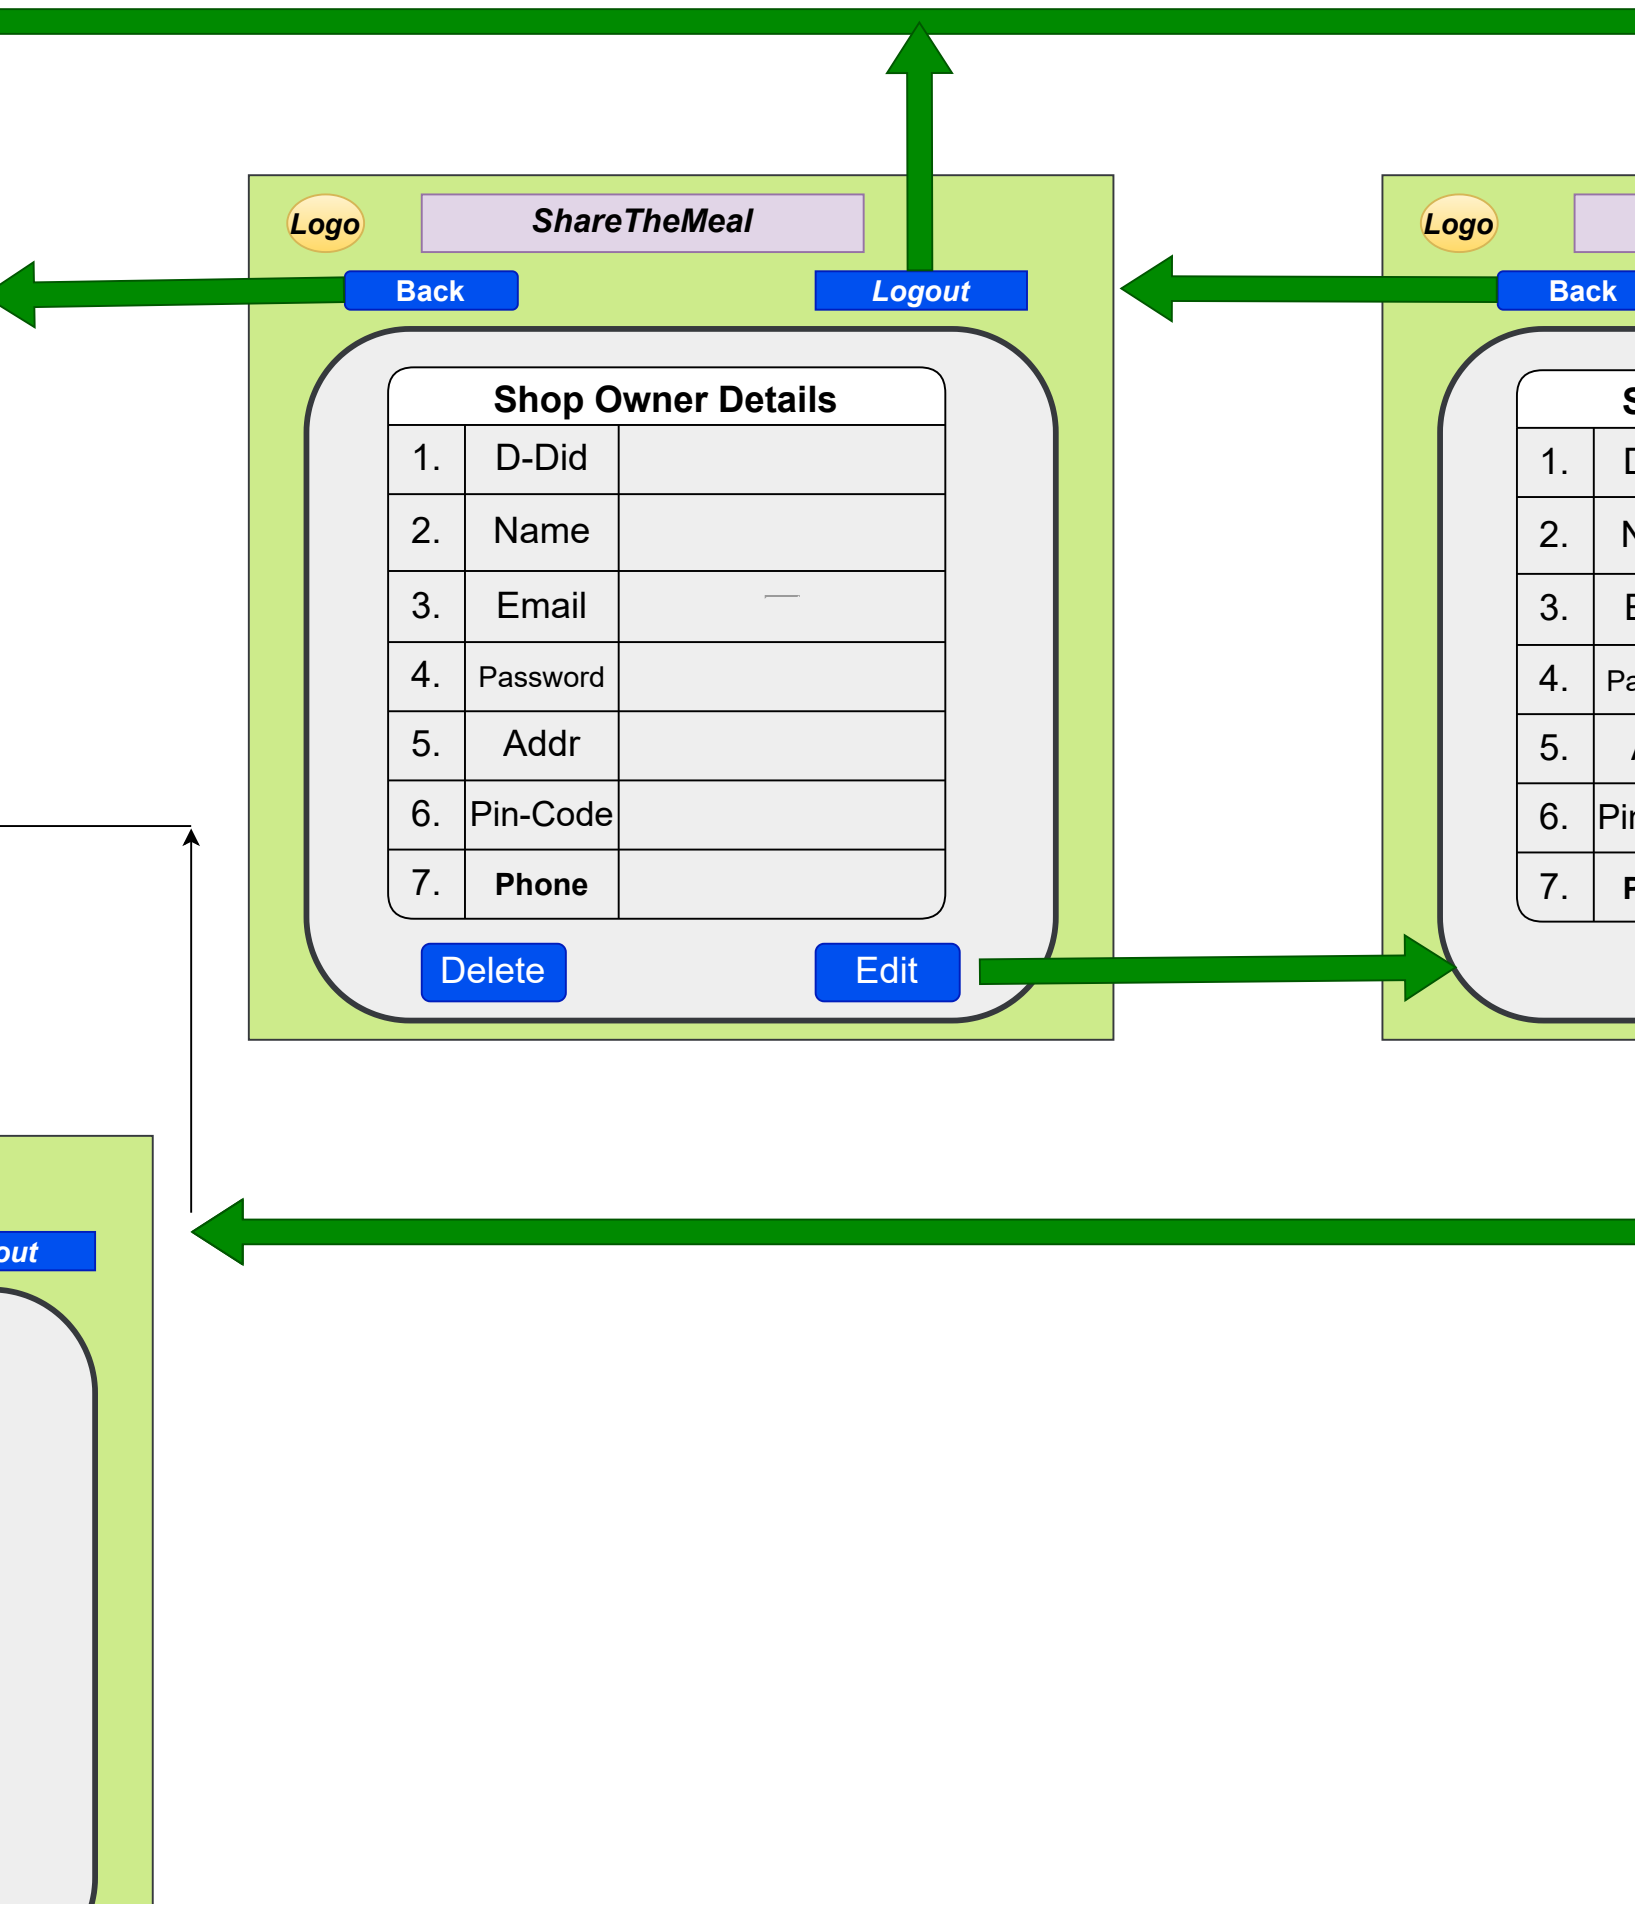 Logo
ShareTheMeal
Back
Logout
Shop Owner Details
1. D-Did
2. Name
3. Email
4. Password
5. Addr
6. Pin-Code
7. Phone
Delete
Edit
Logo
Back
1.
2.
3.
4.
5.
6.
7.
out